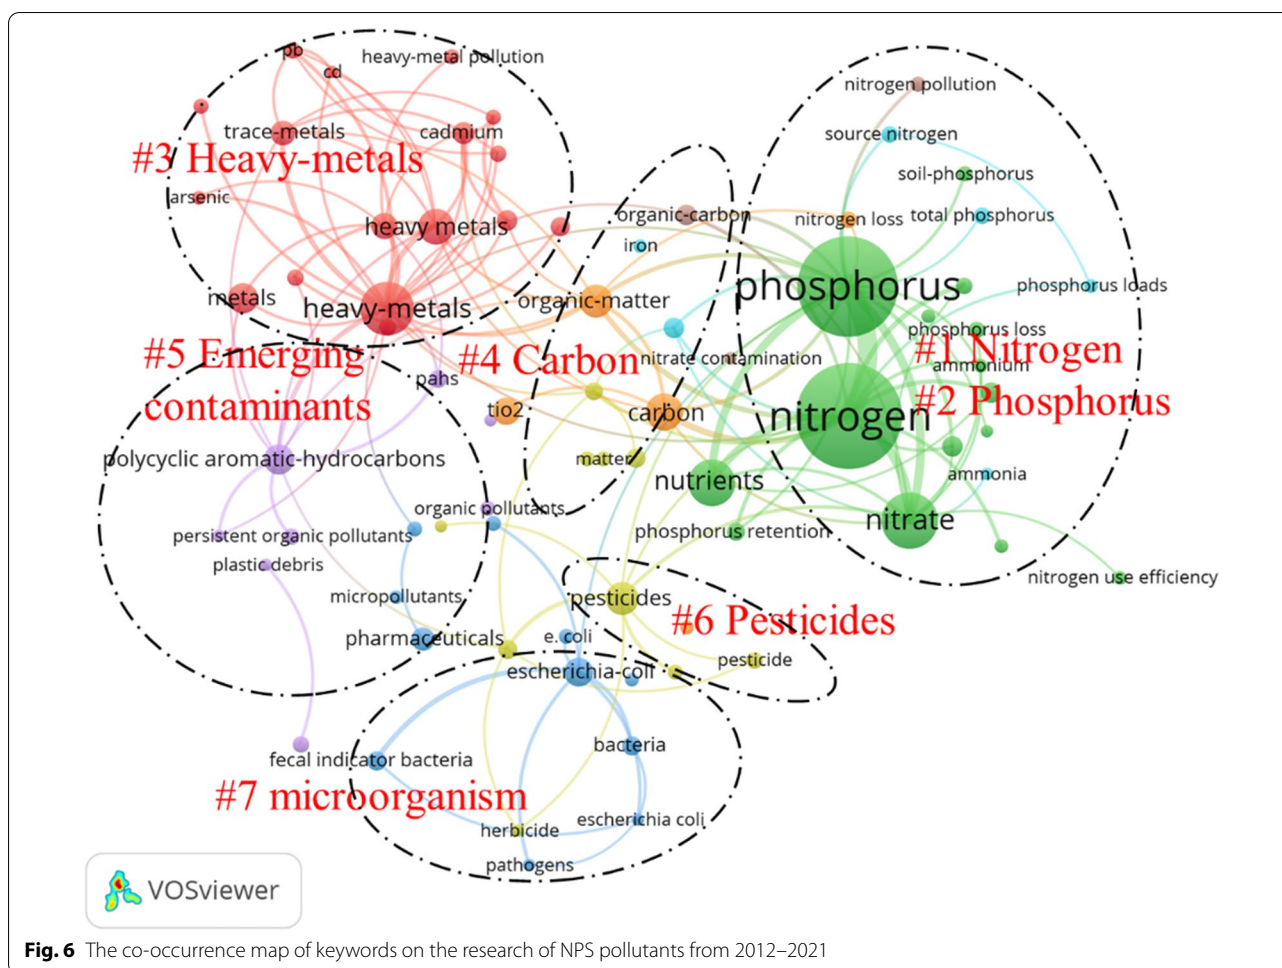 pb
heavy-metal pollution
cd
nitrogen pollution
trace-metals
cadmium
source nitrogen
#3 Heavy-metals
soil-phosphorus
arsenic
organic-carbon
nitrogen loss
total phosphorus
heavy metals
iron
phosphorus
phosphorus loads
metals
heavy-metals
organic-matter
phosphorus loss
#5 Emerging
contaminants
#4 Carbon
nitrate contamination
#1 Nitrogen
ammonium
#2 Phosphorus
pahs
tio2
carbon
nitrogen
polycyclic aromatic-hydrocarbons
matter
nutrients
ammonia
organic pollutants
nitrate
persistent organic pollutants
phosphorus retention
plastic debris
nitrogen use efficiency
micropollutants
pesticides
#6 Pesticides
pharmaceuticals
e. coli
pesticide
escherichia-coli
bacteria
fecal indicator bacteria
#7 microorganism
escherichia coli
herbicide
pathogens
VOSviewer
Fig. 6 The co-occurrence map of keywords on the research of NPS pollutants from 2012–2021